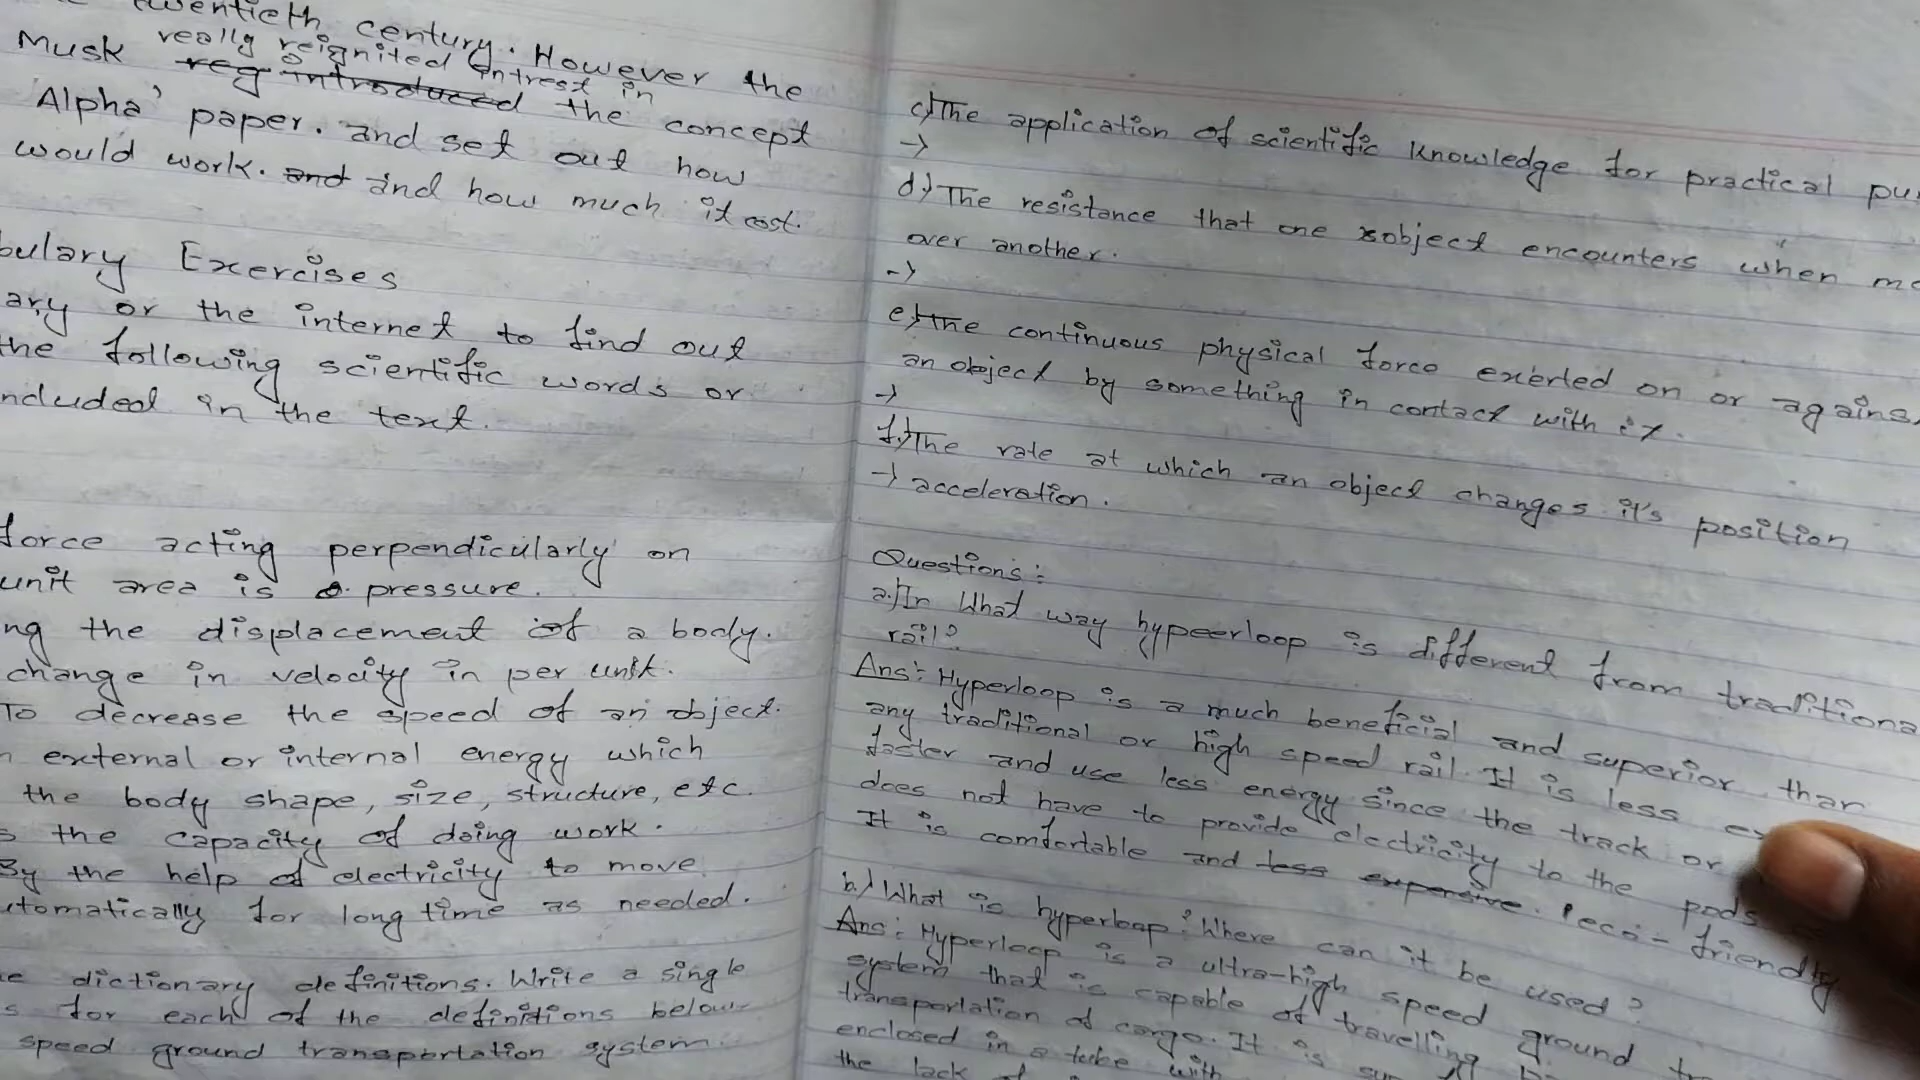 twentieth century. However the
Musk really reignited intrest in
reg introduced the concept
Alpha' paper. and set out how
would work. and and how much it cost.
bulary Exercises
ary or the internet to find out
the following scientific words or
ncluded in the text.
force acting perpendicularly on
unit area is pressure.
ng the displacement of a body.
change in velocity in per unit.
To decrease the speed of an object.
n external or internal energy which
the body shape, size, structure, etc.
s the capacity of doing work.
By the help of electricity to move
utomatically for long time as needed.
e dictionary definitions. Write a single
s for each of the definitions below
speed ground transportation system.
c) The application of scientific knowledge for practical pur
→
d) The resistance that one object encounters when mo
over another.
→
e) the continuous physical force exerted on or agains
an object by something in contact with it.
→
f.) The rate at which an object changes it's position
→ acceleration.
Questions:
a.) In What way hypeerloop is different from traditiona
rail?
Ans: Hyperloop is a much beneficial and superior than
any traditional or high speed rail. It is less ex
faster and use less energy since the track or
does not have to provide electricity to the pods
It is comfortable and less expensive. eco-friendly
b.) What is hyperloop? Where can it be used?
Ans: Hyperloop is a ultra-high speed ground tr
system that is capable of travelling
transportation of cargo. It is
enclosed in a tube with
the lack